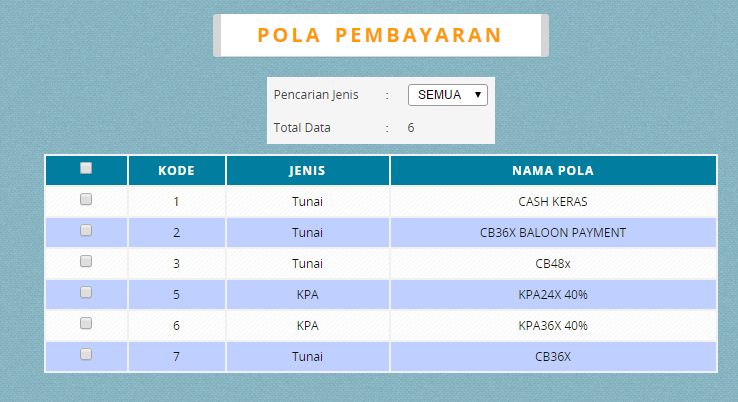 POLA PEMBAYARAN
Pencarian Jenis : SEMUA
Total Data : 6
KODE JENIS NAMA POLA
1 Tunai CASH KERAS
2 Tunai CB36X BALOON PAYMENT
3 Tunai CB48x
5 KPA KPA24X 40%
6 KPA KPA36X 40%
7 Tunai CB36X